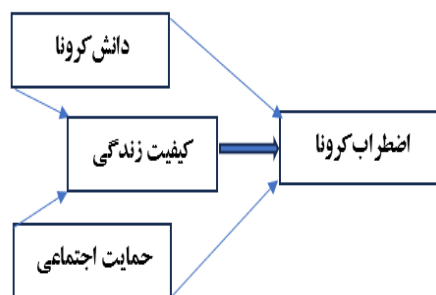 دانش کرونا
کیفیت زندگی
اضطراب کرونا
حمایت اجتماعی